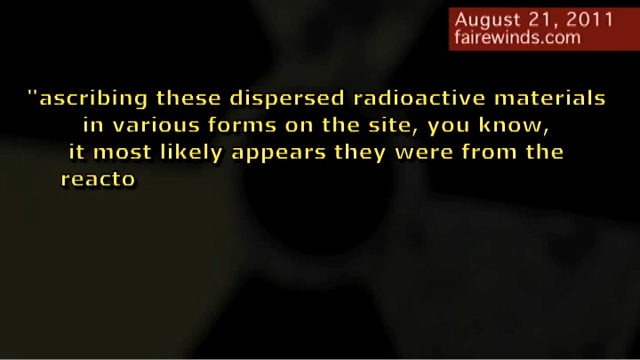 August 21, 2011
fairewinds.com
"ascribing these dispersed radioactive materials
in various forms on the site, you know,
it most likely appears they were from the
reacto